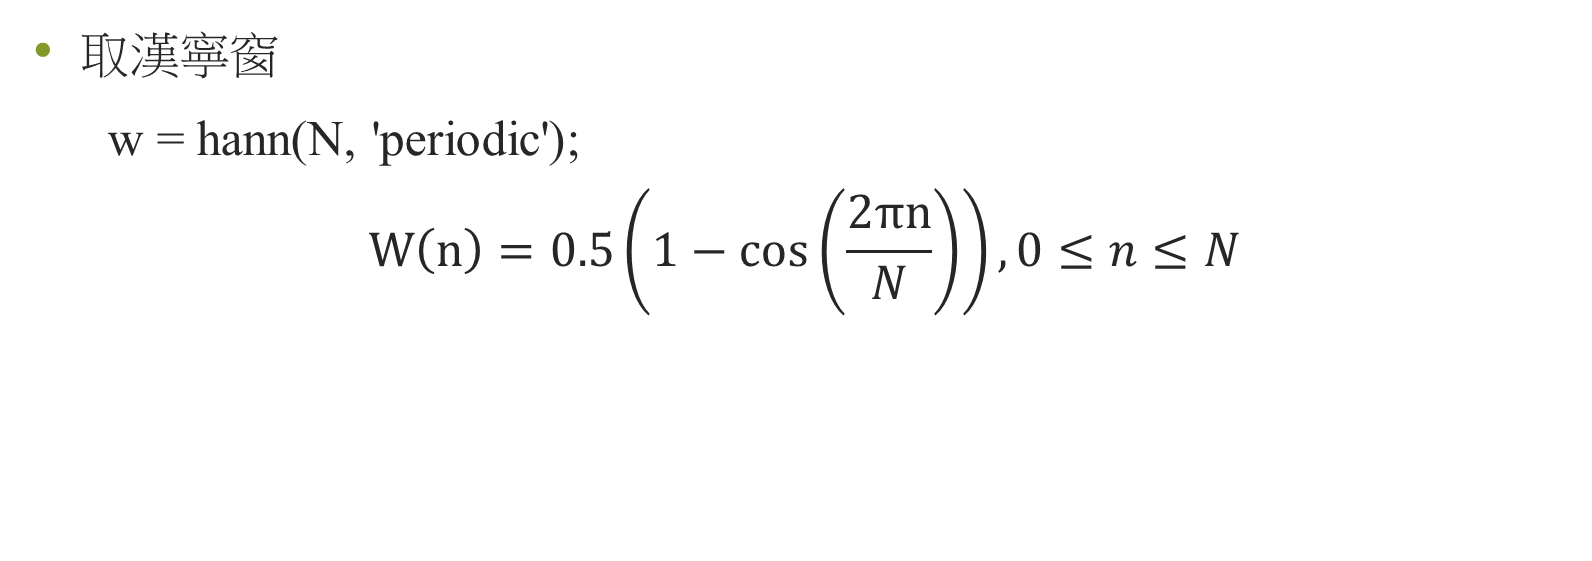 • 取漢寧窗
w = hann(N, 'periodic');
W(n) = 0.5(1 − cos(2πn/N)), 0 ≤ n ≤ N